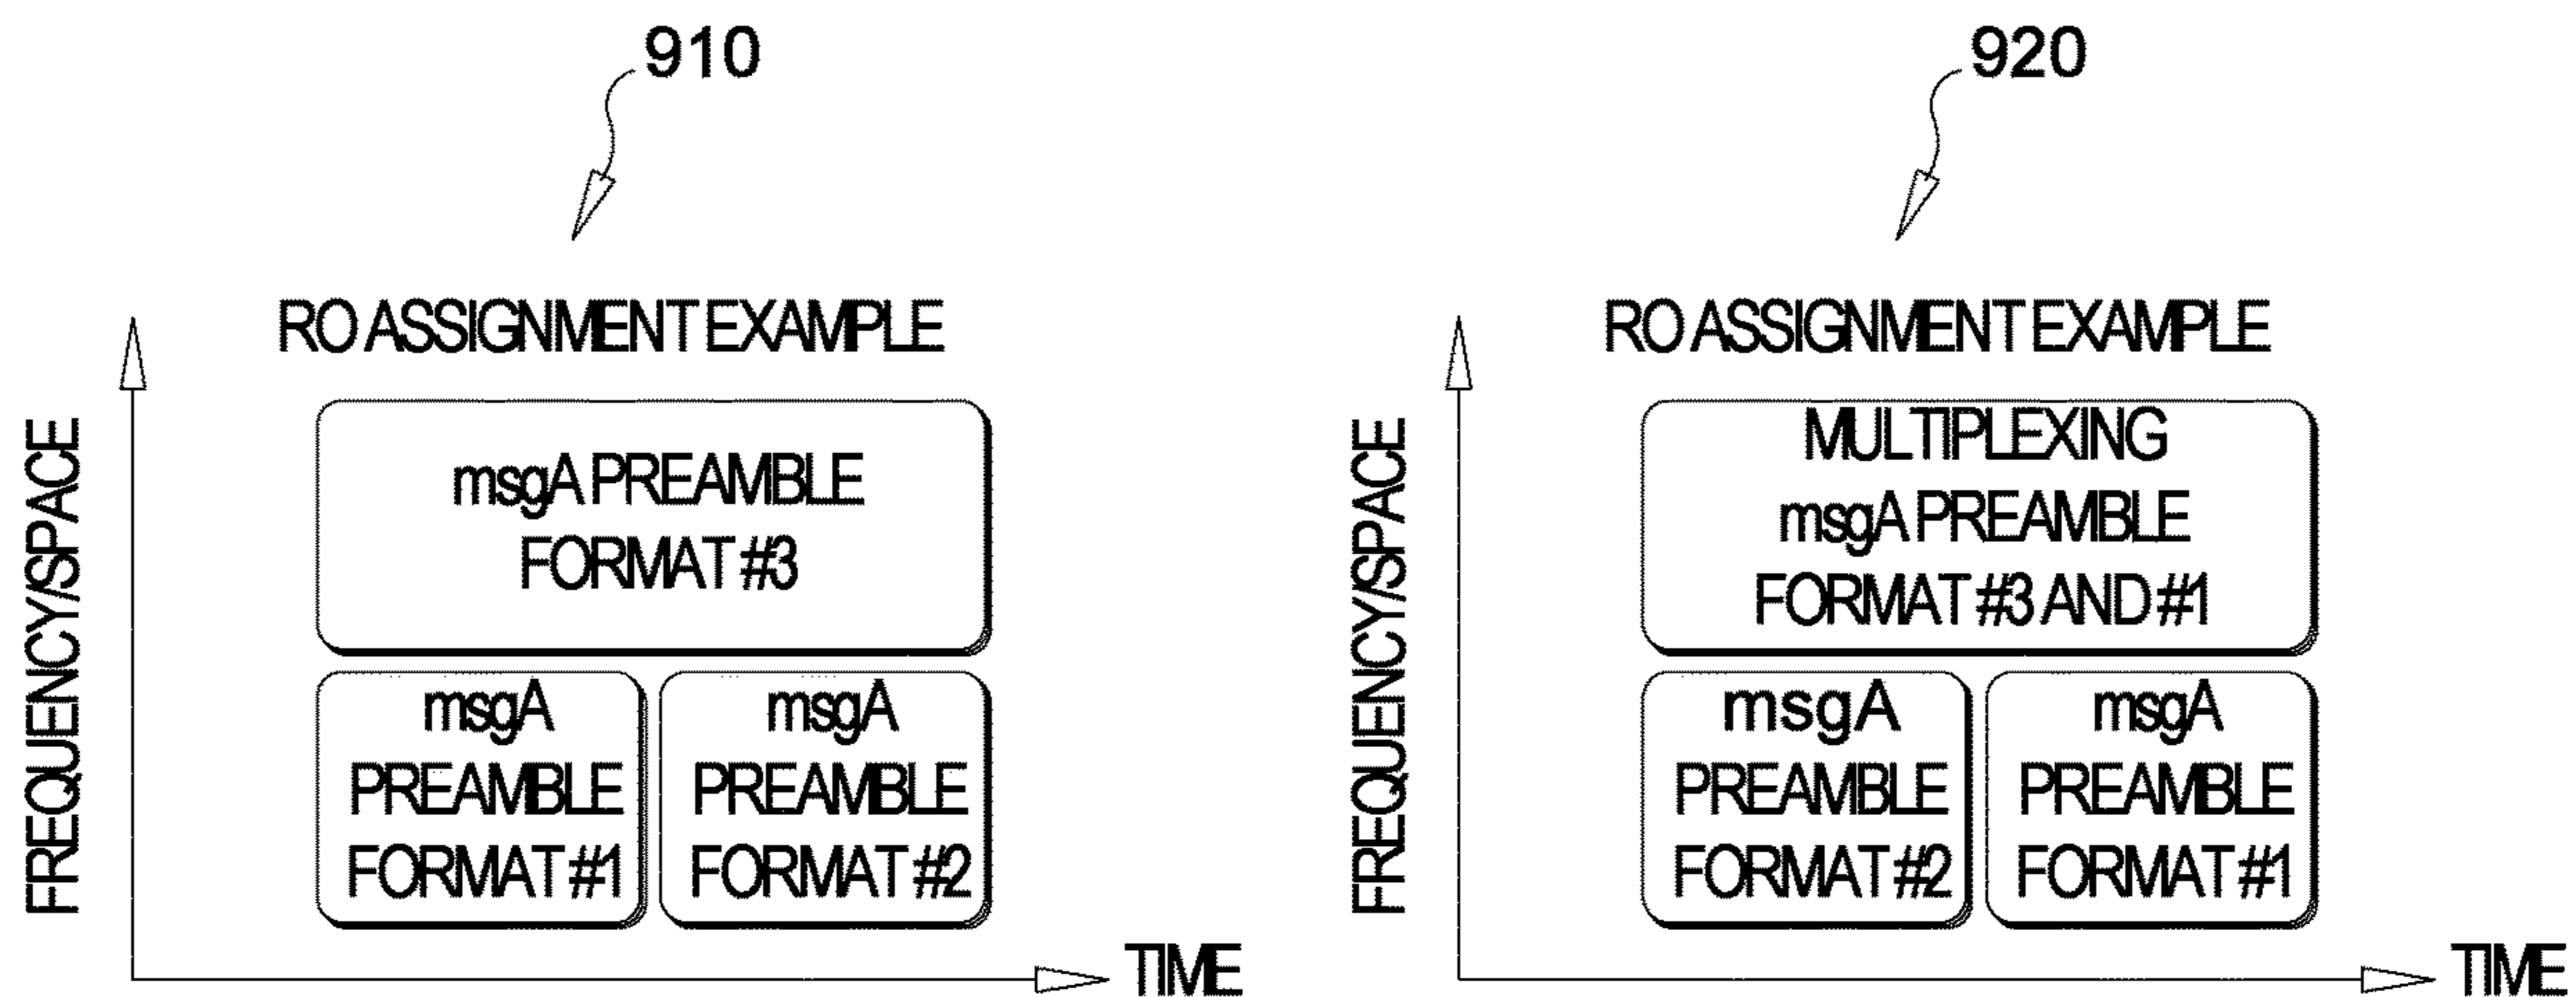 910
RO ASSIGNMENT EXAMPLE
FREQUENCY/SPACE
msgA PREAMBLE
FORMAT #3
msgA
PREAMBLE
FORMAT #1
msgA
PREAMBLE
FORMAT #2
TIME
920
RO ASSIGNMENT EXAMPLE
FREQUENCY/SPACE
MULTIPLEXING
msgA PREAMBLE
FORMAT #3 AND #1
msgA
PREAMBLE
FORMAT #2
msgA
PREAMBLE
FORMAT #1
TIME